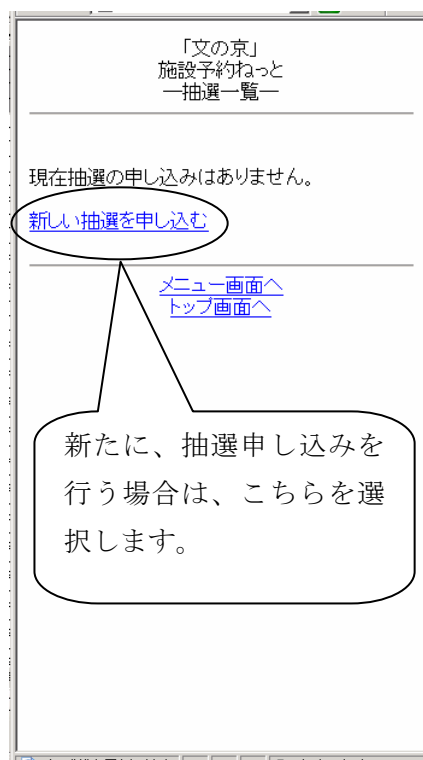 「文の京」
施設予約ねっと
―抽選一覧―
現在抽選の申し込みはありません。
新しい抽選を申し込む
メニュー画面へ
トップ画面へ
新たに、抽選申し込みを
行う場合は、こちらを選
択します。